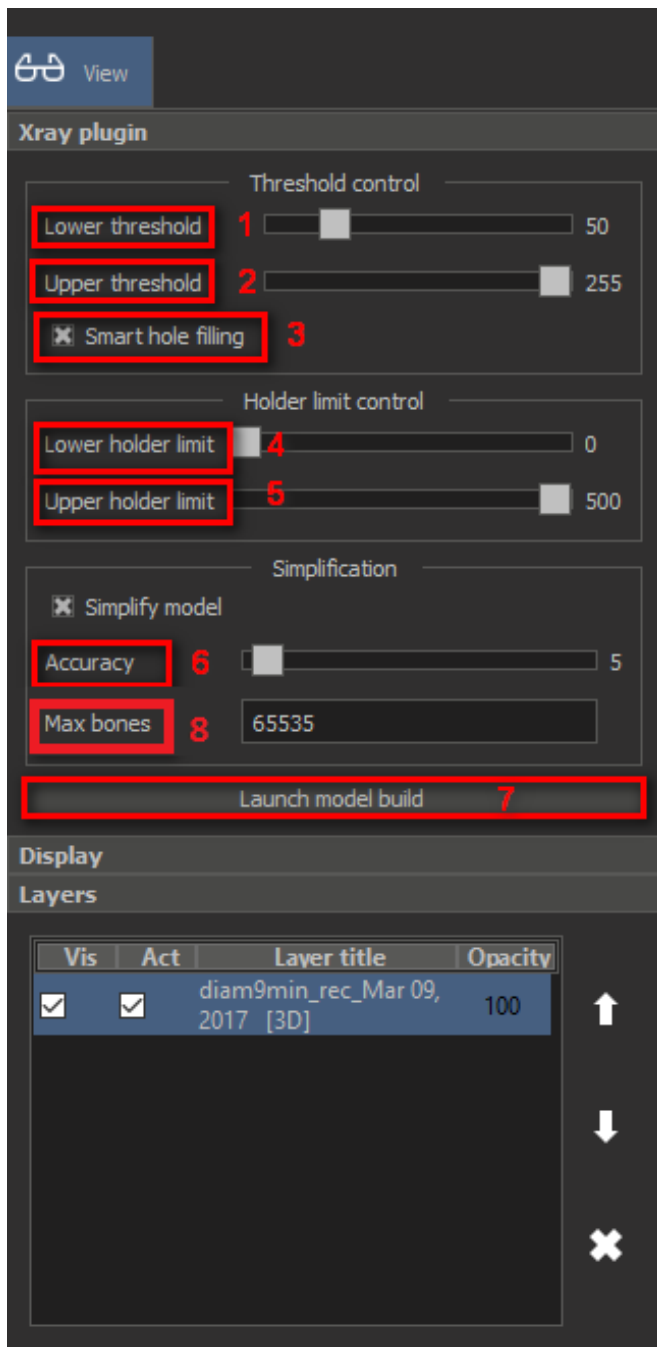 View
Xray plugin
Threshold control
Lower threshold 1 50
Upper threshold 2 255
Smart hole filling 3
Holder limit control
Lower holder limit 4 0
Upper holder limit 5 500
Simplification
Simplify model
Accuracy 6 5
Max bones 8 65535
Launch model build 7
Display
Layers
Vis Act Layer title Opacity
diam9min_rec_Mar 09, 100
2017 [3D]